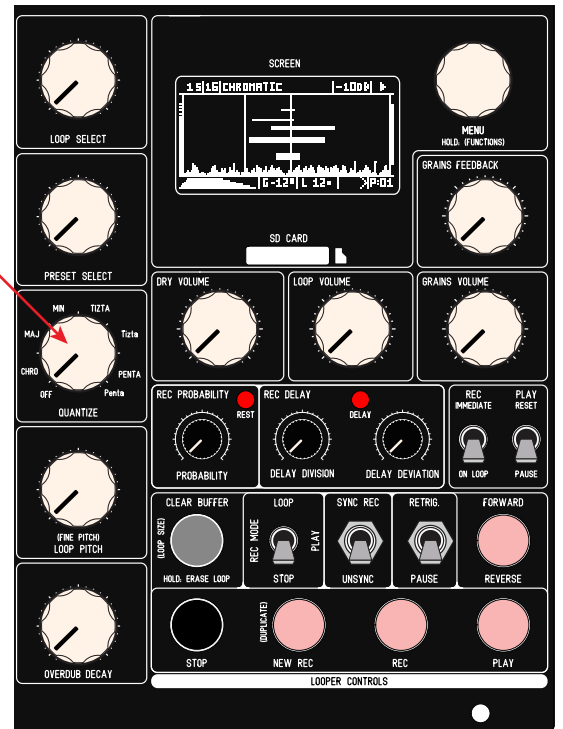 LOOP SELECT
SCREEN
15|16|CHROMATIC
|-100%|
G-12
L 12
P:01
MENU
HOLD: (FUNCTIONS)
PRESET SELECT
SD CARD
GRAINS FEEDBACK
MIN
TIZTA
MAJ
Tizta
CHRO
PENTA
OFF
Penta
QUANTIZE
DRY VOLUME
LOOP VOLUME
GRAINS VOLUME
REC PROBABILITY
REST
PROBABILITY
REC DELAY
DELAY
DELAY DIVISION
DELAY DEVIATION
REC
IMMEDIATE
PLAY
RESET
ON LOOP
PAUSE
(FINE PITCH)
LOOP PITCH
CLEAR BUFFER
(LOOP SIZE)
HOLD: ERASE LOOP
LOOP
REC MODE
PLAY
STOP
SYNC REC
UNSYNC
RETRIG.
PAUSE
FORWARD
REVERSE
OVERDUB DECAY
STOP
(DUPLICATE)
NEW REC
REC
PLAY
LOOPER CONTROLS